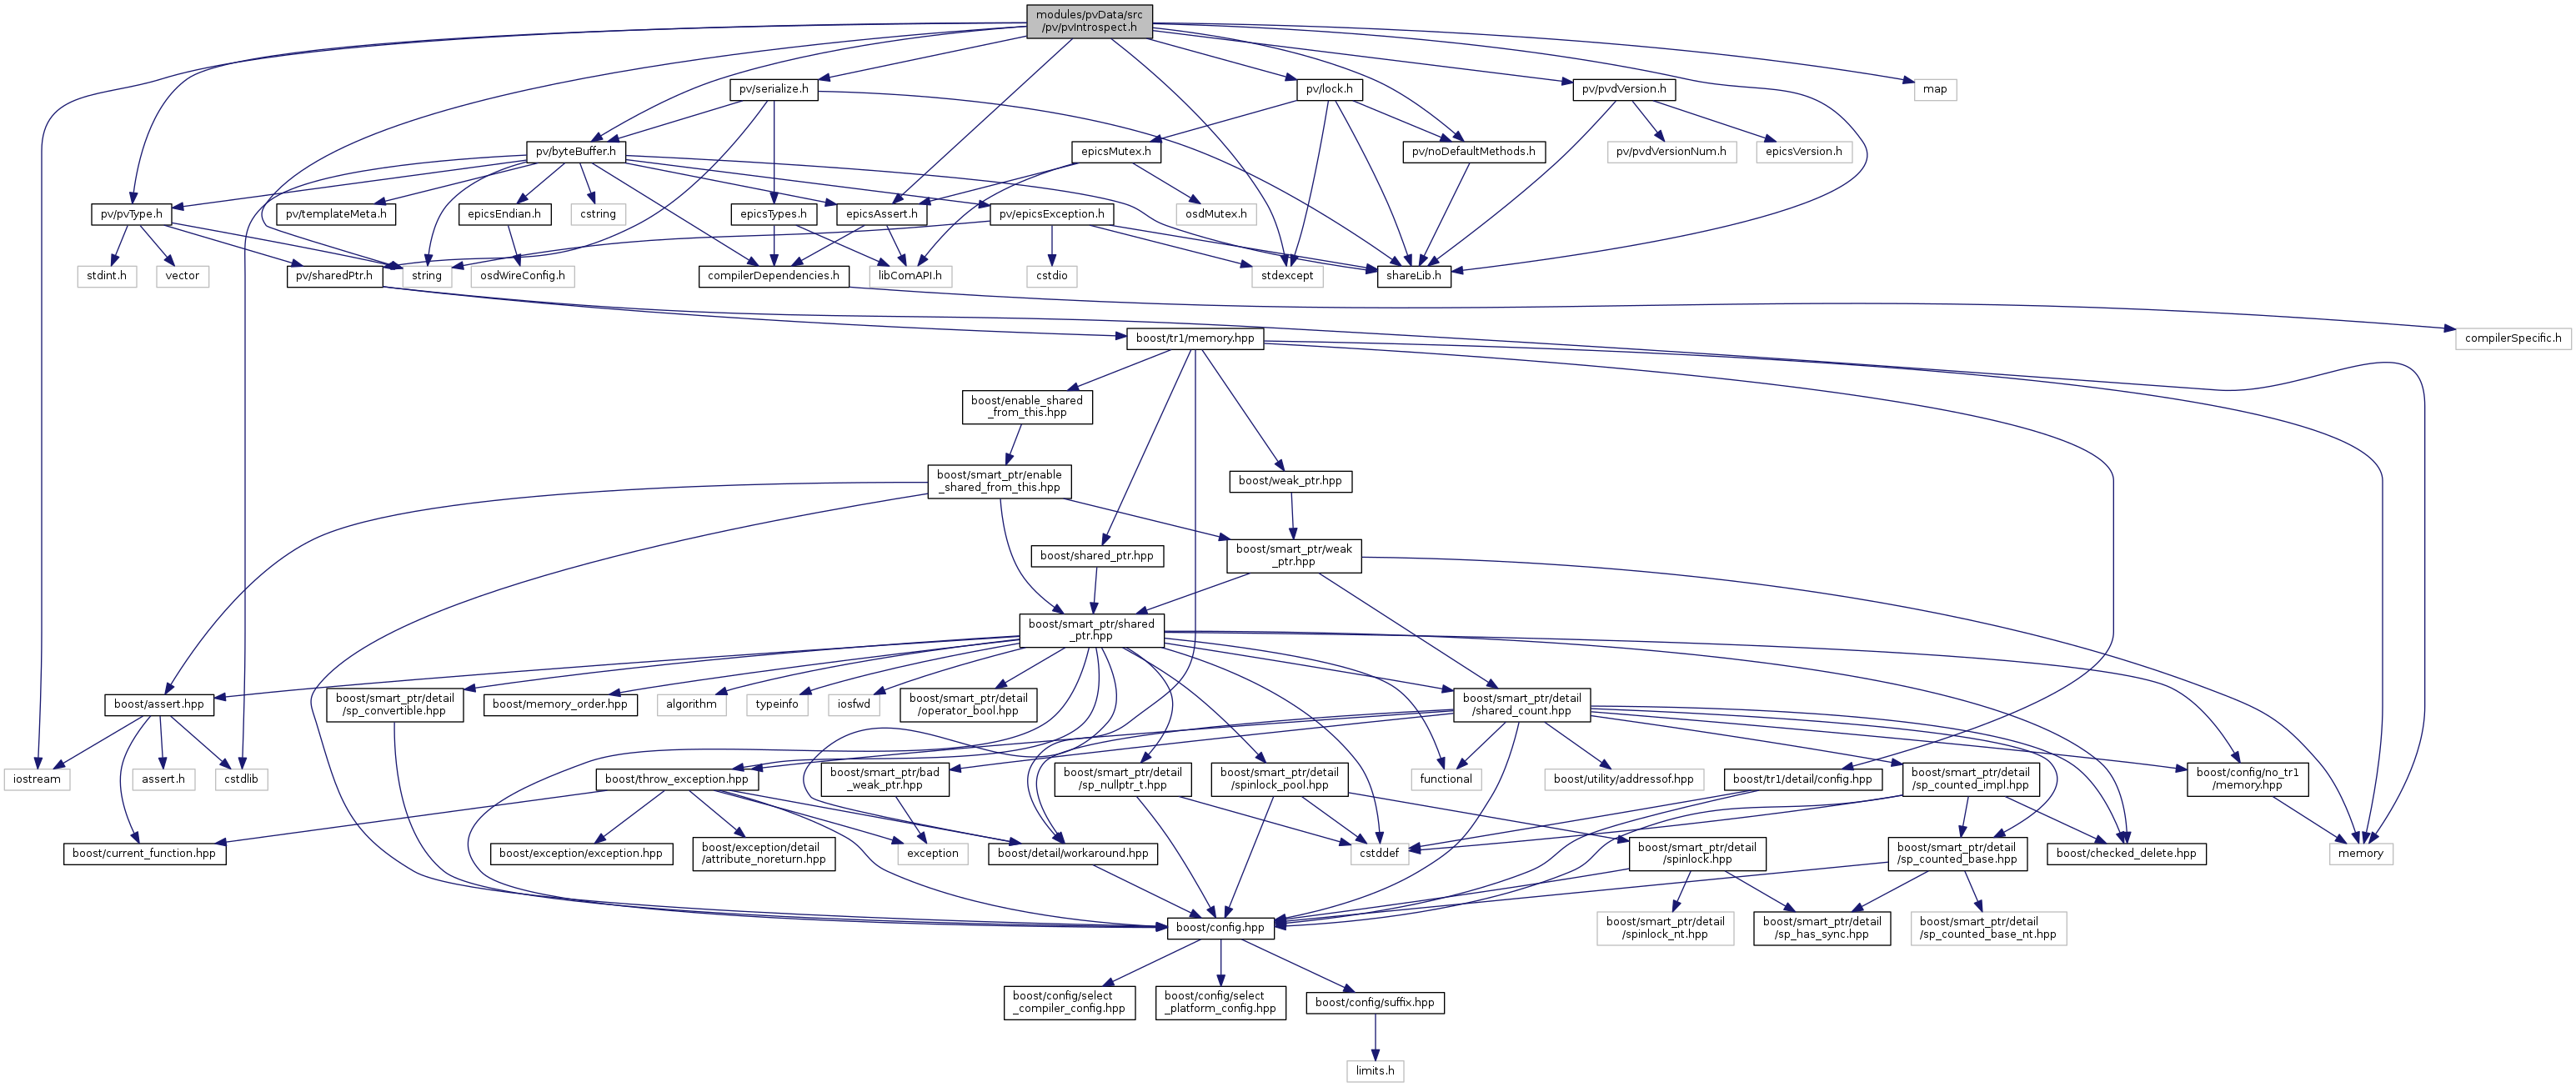 modules/pvData/src
/pv/pvIntrospect.h
pv/serialize.h
pv/lock.h
pv/pvdVersion.h
map
pv/byteBuffer.h
epicsMutex.h
pv/noDefaultMethods.h
pv/pvdVersionNum.h
epicsVersion.h
pv/pvType.h
pv/templateMeta.h
epicsEndian.h
cstring
epicsTypes.h
epicsAssert.h
pv/epicsException.h
osdMutex.h
stdint.h
vector
pv/sharedPtr.h
string
osdWireConfig.h
compilerDependencies.h
libComAPI.h
cstdio
stdexcept
shareLib.h
boost/tr1/memory.hpp
compilerSpecific.h
boost/enable_shared
_from_this.hpp
boost/smart_ptr/enable
_shared_from_this.hpp
boost/weak_ptr.hpp
boost/shared_ptr.hpp
boost/smart_ptr/weak
_ptr.hpp
boost/smart_ptr/shared
_ptr.hpp
boost/assert.hpp
boost/smart_ptr/detail
/sp_convertible.hpp
boost/memory_order.hpp
algorithm
typeinfo
iosfwd
boost/smart_ptr/detail
/operator_bool.hpp
boost/smart_ptr/detail
/shared_count.hpp
iostream
assert.h
cstdlib
boost/throw_exception.hpp
boost/smart_ptr/bad
_weak_ptr.hpp
boost/smart_ptr/detail
/sp_nullptr_t.hpp
boost/smart_ptr/detail
/spinlock_pool.hpp
functional
boost/utility/addressof.hpp
boost/tr1/detail/config.hpp
boost/smart_ptr/detail
/sp_counted_impl.hpp
boost/config/no_tr1
/memory.hpp
boost/current_function.hpp
boost/exception/exception.hpp
boost/exception/detail
/attribute_noreturn.hpp
exception
boost/detail/workaround.hpp
cstddef
boost/smart_ptr/detail
/spinlock.hpp
boost/smart_ptr/detail
/sp_counted_base.hpp
boost/checked_delete.hpp
memory
boost/config.hpp
boost/smart_ptr/detail
/spinlock_nt.hpp
boost/smart_ptr/detail
/sp_has_sync.hpp
boost/smart_ptr/detail
/sp_counted_base_nt.hpp
boost/config/select
_compiler_config.hpp
boost/config/select
_platform_config.hpp
boost/config/suffix.hpp
limits.h